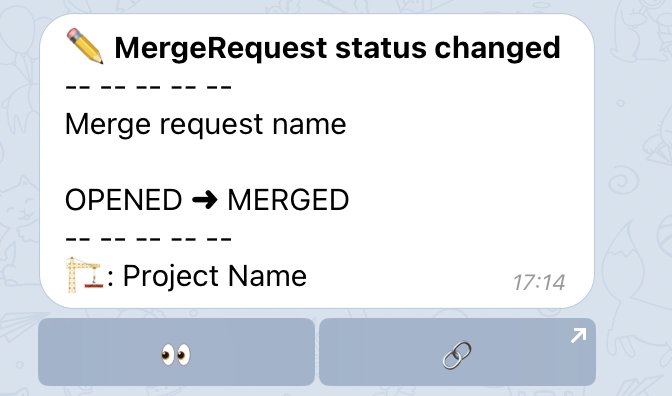 ✏️ MergeRequest status changed
-- -- -- -- --
Merge request name
OPENED ➜ MERGED
-- -- -- -- --
🏗: Project Name
17:14